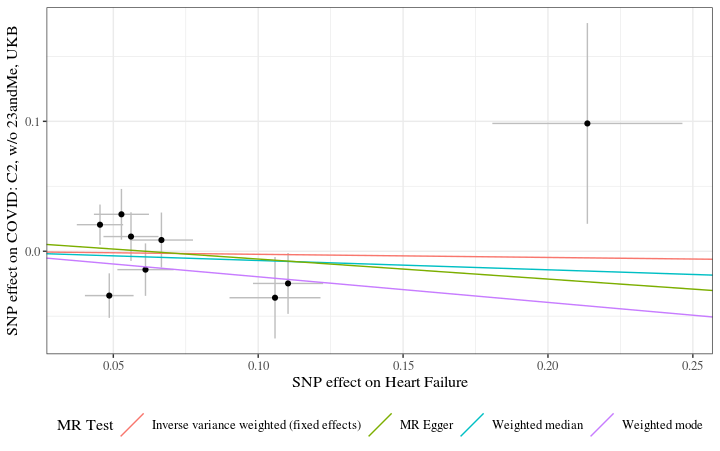 SNP effect on COVID: C2, w/o 23andMe, UKB
0.1
0.0
0.05
0.10
0.15
0.20
0.25
SNP effect on Heart Failure
MR Test
Inverse variance weighted (fixed effects)
MR Egger
Weighted median
Weighted mode